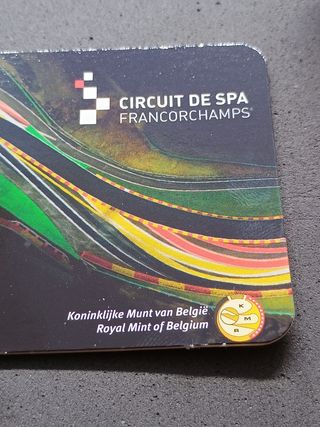 CIRCUIT DE SPA
FRANCORCHAMPS®
Koninklijke Munt van België
Royal Mint of Belgium
K
M
B